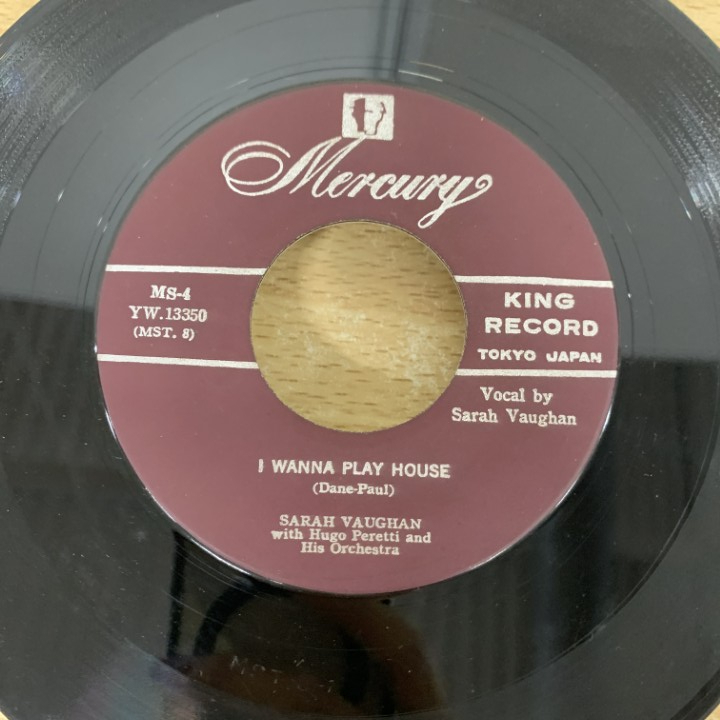 Mercury
MS-4
YW.13350
(MST. 8)
KING
RECORD
TOKYO JAPAN
Vocal by
Sarah Vaughan
I WANNA PLAY HOUSE
(Dane-Paul)
SARAH VAUGHAN
with Hugo Peretti and
His Orchestra